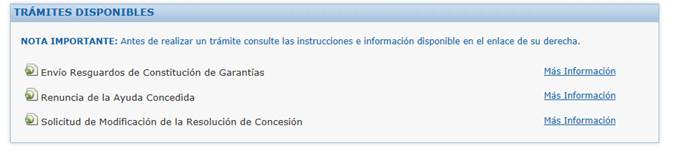 TRÁMITES DISPONIBLES
NOTA IMPORTANTE: Antes de realizar un trámite consulte las instrucciones e información disponible en el enlace de su derecha.
Envío Resguardos de Constitución de Garantías Más Información
Renuncia de la Ayuda Concedida Más Información
Solicitud de Modificación de la Resolución de Concesión Más Información